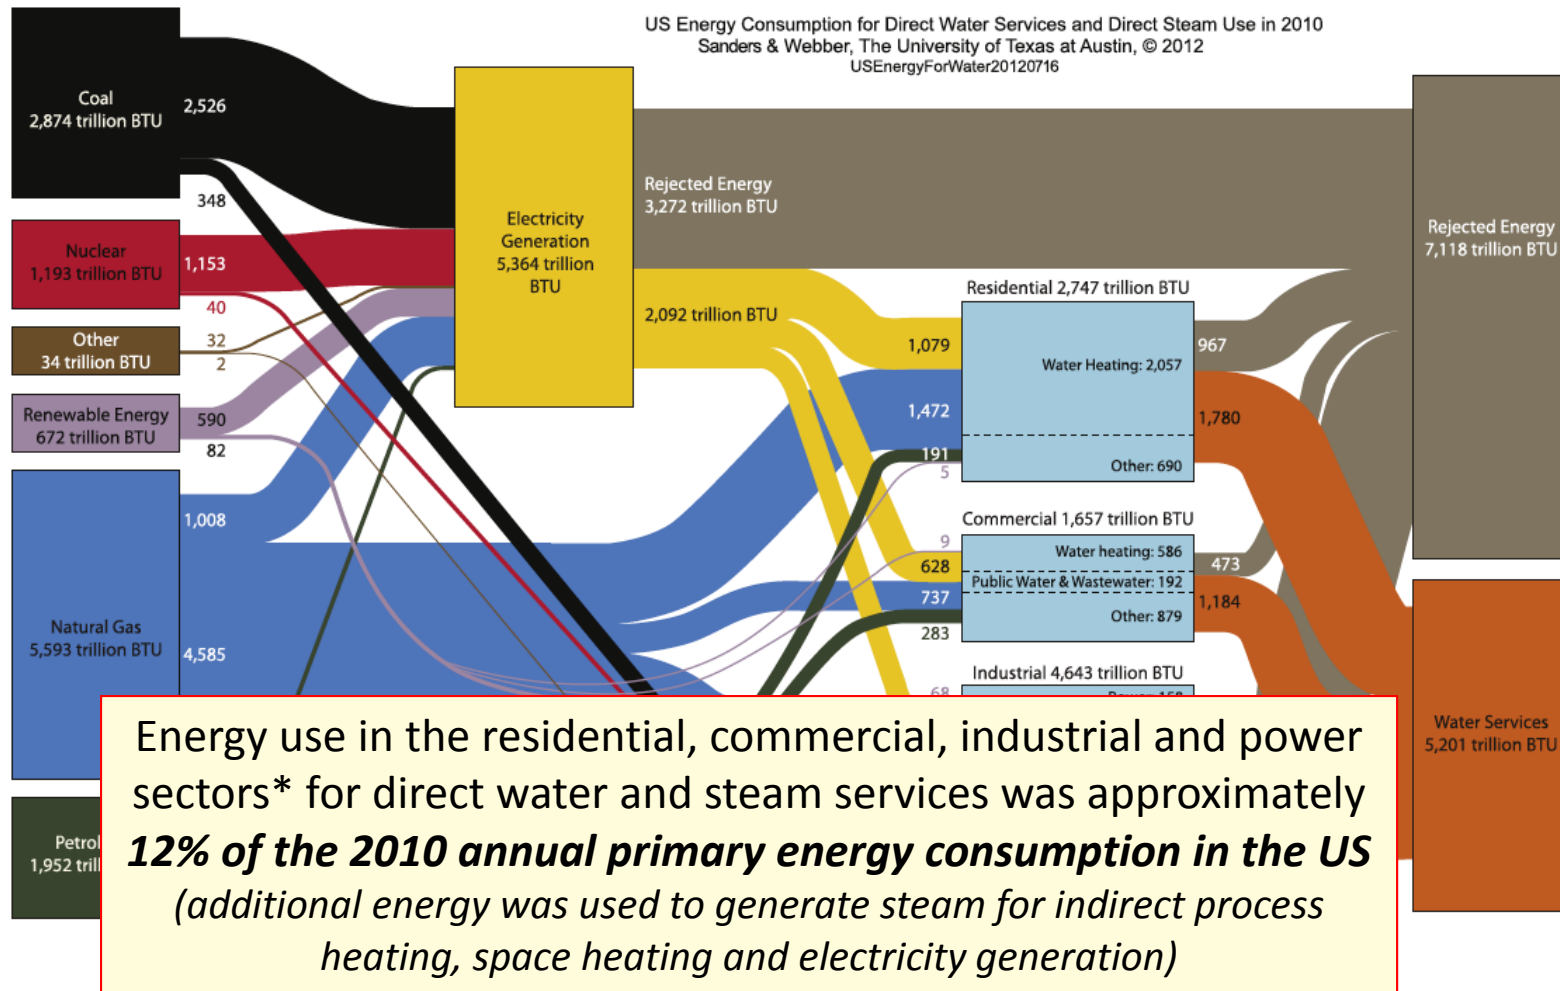 US Energy Consumption for Direct Water Services and Direct Steam Use in 2010
Sanders & Webber, The University of Texas at Austin, © 2012
USEnergyForWater20120716
Coal
2,874 trillion BTU
2,526
348
Nuclear
1,193 trillion BTU
1,153
40
Other
34 trillion BTU
32
2
Renewable Energy
672 trillion BTU
590
82
Natural Gas
5,593 trillion BTU
1,008
4,585
Petrol
1,952 trill
Electricity
Generation
5,364 trillion
BTU
Rejected Energy
3,272 trillion BTU
2,092 trillion BTU
Residential 2,747 trillion BTU
1,079
1,472
191
5
Water Heating: 2,057
Other: 690
967
1,780
Commercial 1,657 trillion BTU
9
628
737
283
Water heating: 586
Public Water & Wastewater: 192
Other: 879
473
1,184
Industrial 4,643 trillion BTU
68
Rejected Energy
7,118 trillion BTU
Water Services
5,201 trillion BTU
Energy use in the residential, commercial, industrial and power
sectors* for direct water and steam services was approximately
12% of the 2010 annual primary energy consumption in the US
(additional energy was used to generate steam for indirect process
heating, space heating and electricity generation)